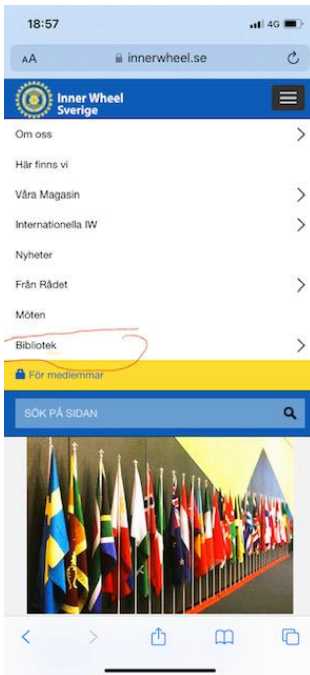 18:57
4G
AA
innerwheel.se
Inner Wheel
Sverige
Om oss
Här finns vi
Våra Magasin
Internationella IW
Nyheter
Från Rådet
Möten
Bibliotek
För medlemmar
SÖK PÅ SIDAN